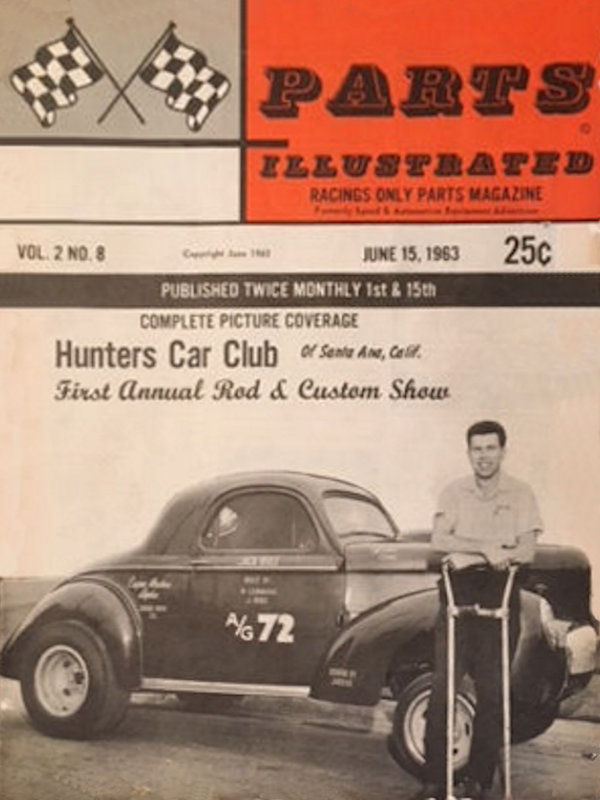 PARTS
©
ILLUSTRATED
RACINGS ONLY PARTS MAGAZINE
Formerly Speed & Automotive Equipment Advertiser
VOL. 2 NO. 8
Copyright June 1963
JUNE 15, 1963
25¢
PUBLISHED TWICE MONTHLY 1st & 15th
COMPLETE PICTURE COVERAGE
Hunters Car Club Of Santa Ana, Calif.
First Annual Rod & Custom Show
BUILT BY
A/G 72